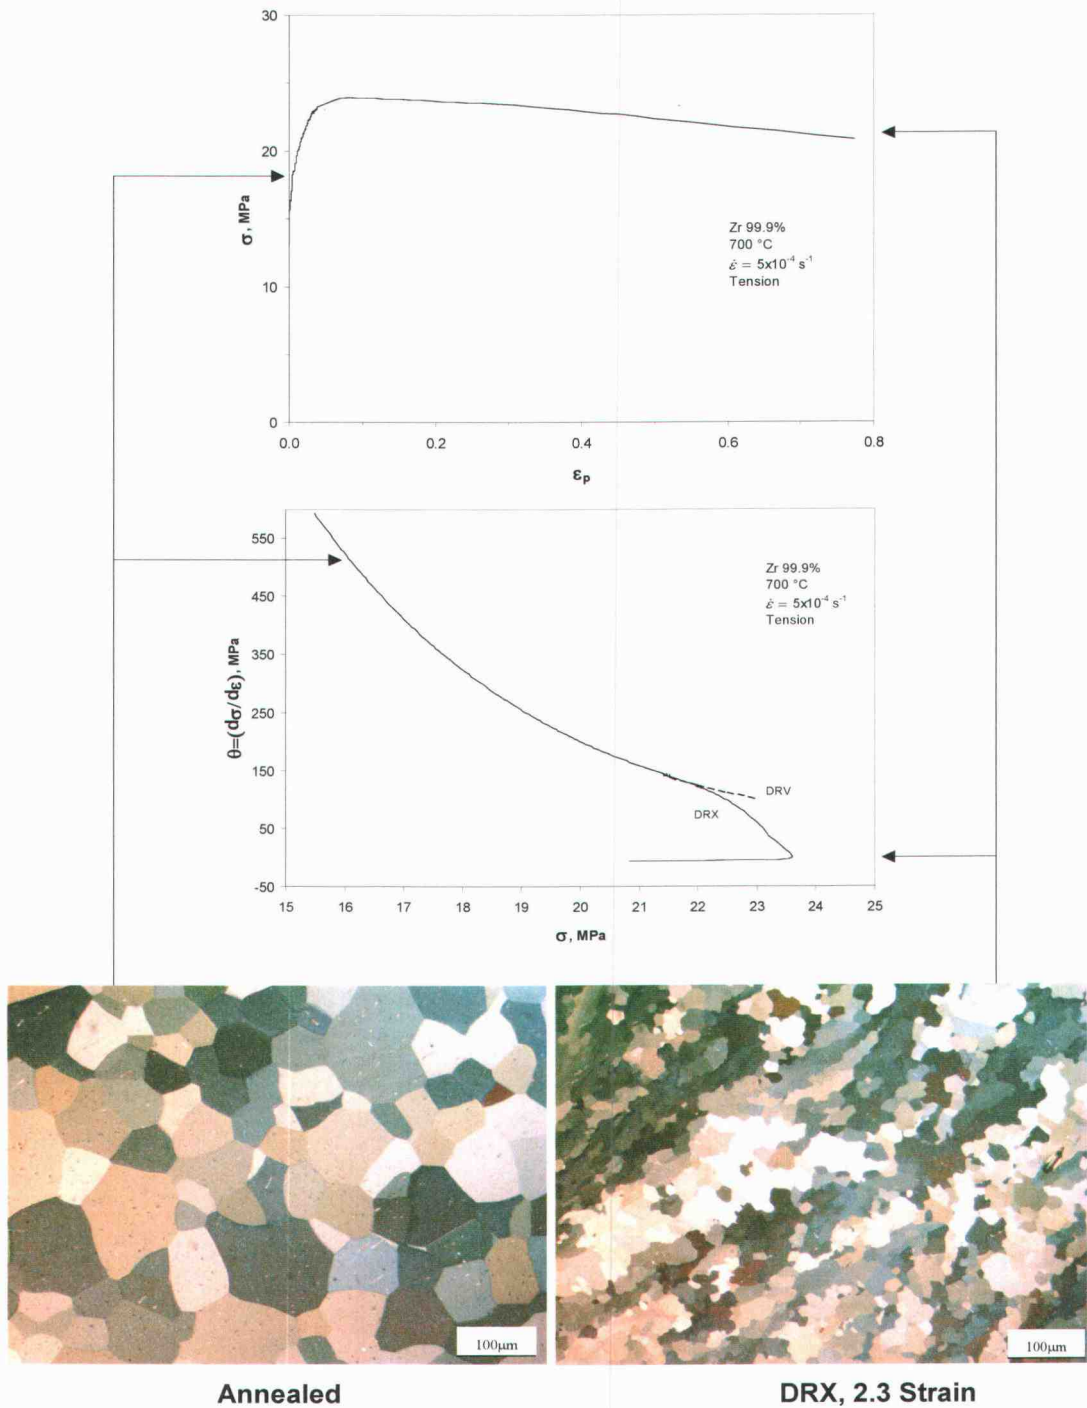 30
20
10
0
σ, MPa
Zr 99.9%
700 °C
ε̇ = 5x10⁻⁴ s⁻¹
Tension
0.0 0.2 0.4 0.6 0.8
εₚ
550
450
350
250
150
50
-50
θ=(dσ/dε), MPa
Zr 99.9%
700 °C
ε̇ = 5x10⁻⁴ s⁻¹
Tension
DRV
DRX
15 16 17 18 19 20 21 22 23 24 25
σ, MPa
100µm
100µm
Annealed
DRX, 2.3 Strain